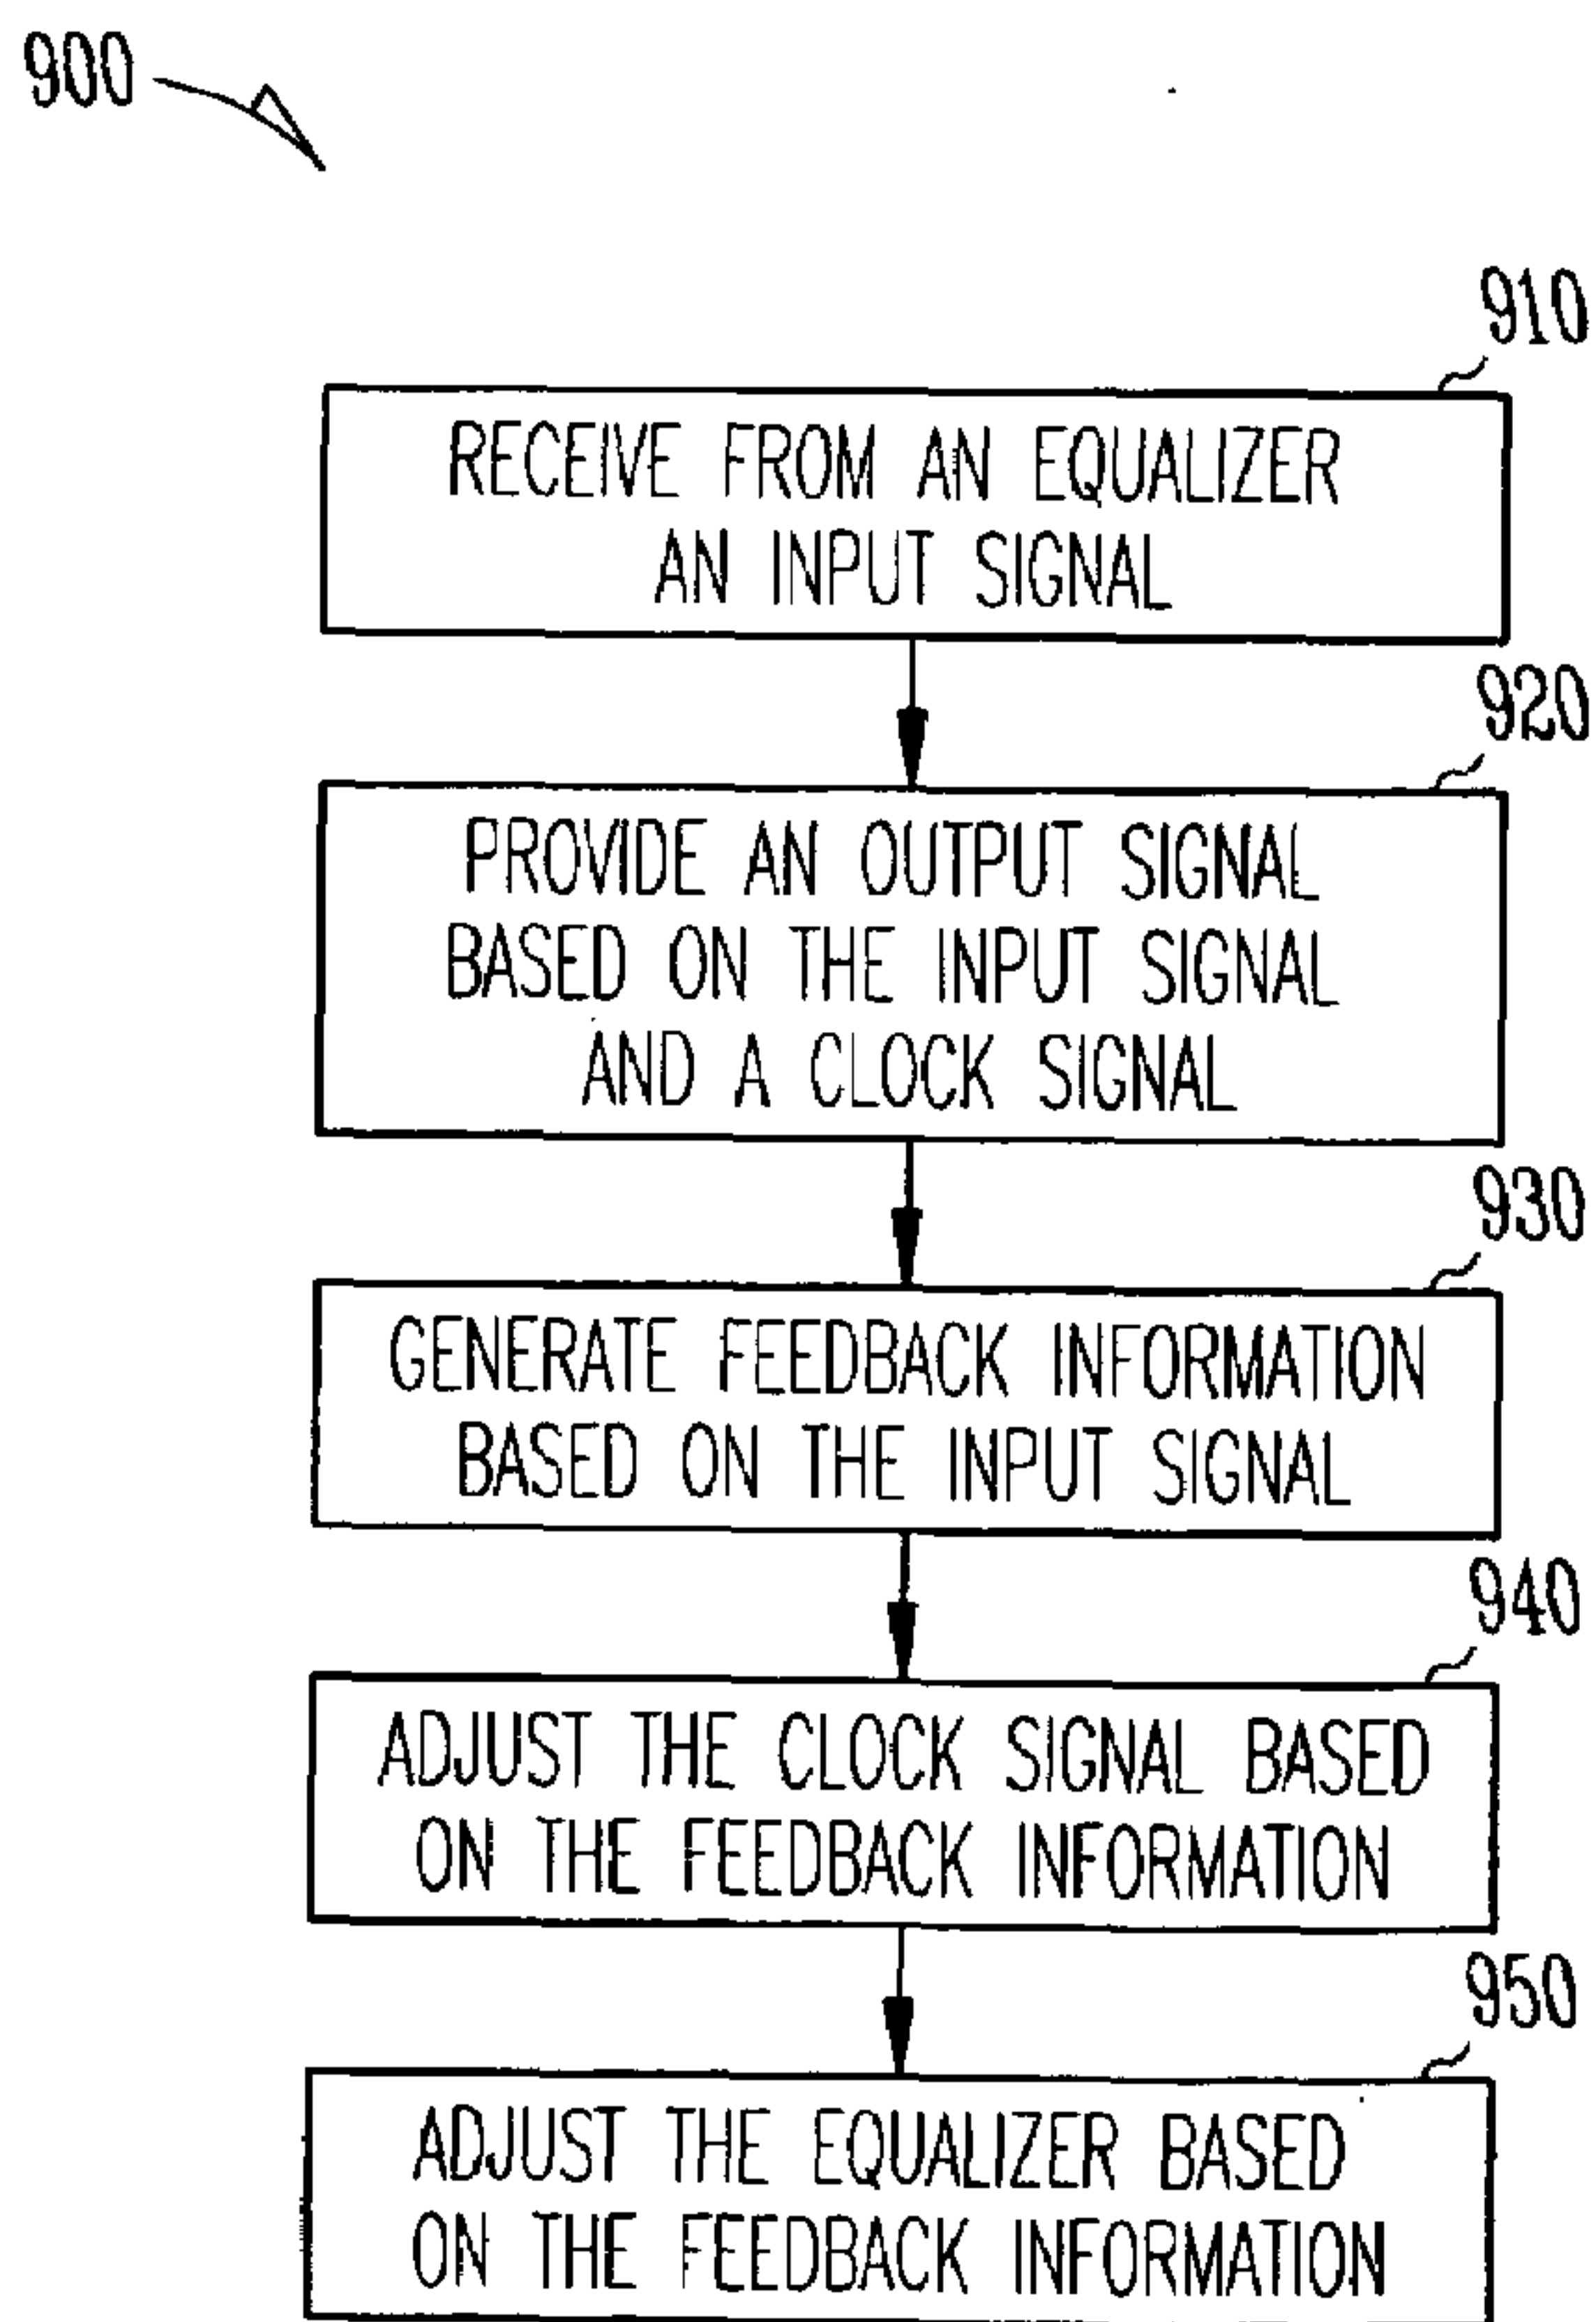 900
910
RECEIVE FROM AN EQUALIZER
AN INPUT SIGNAL
920
PROVIDE AN OUTPUT SIGNAL
BASED ON THE INPUT SIGNAL
AND A CLOCK SIGNAL
930
GENERATE FEEDBACK INFORMATION
BASED ON THE INPUT SIGNAL
940
ADJUST THE CLOCK SIGNAL BASED
ON THE FEEDBACK INFORMATION
950
ADJUST THE EQUALIZER BASED
ON THE FEEDBACK INFORMATION